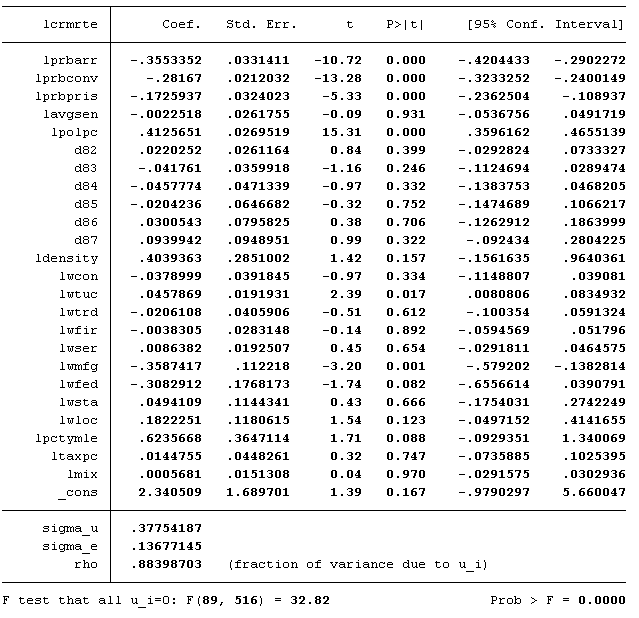 lcrmrte Coef. Std. Err. t P>|t| [95% Conf. Interval]
lprbarr -.3553352 .0331411 -10.72 0.000 -.4204433 -.2902272
lprbconv -.28167 .0212032 -13.28 0.000 -.3233252 -.2400149
lprbpris -.1725937 .0324023 -5.33 0.000 -.2362504 -.108937
lavgsen -.0022518 .0261755 -0.09 0.931 -.0536756 .0491719
lpolpc .4125651 .0269519 15.31 0.000 .3596162 .4655139
d82 .0220252 .0261164 0.84 0.399 -.0292824 .0733327
d83 -.041761 .0359918 -1.16 0.246 -.1124694 .0289474
d84 -.0457774 .0471339 -0.97 0.332 -.1383753 .0468205
d85 -.0204236 .0646682 -0.32 0.752 -.1474689 .1066217
d86 .0300543 .0795825 0.38 0.706 -.1262912 .1863999
d87 .0939942 .0948951 0.99 0.322 -.092434 .2804225
ldensity .4039363 .2851002 1.42 0.157 -.1561635 .9640361
lwcon -.0378999 .0391845 -0.97 0.334 -.1148807 .039081
lwtuc .0457869 .0191931 2.39 0.017 .0080806 .0834932
lwtrd -.0206108 .0405906 -0.51 0.612 -.100354 .0591324
lwfir -.0038305 .0283148 -0.14 0.892 -.0594569 .051796
lwser .0086382 .0192507 0.45 0.654 -.0291811 .0464575
lwmfg -.3587417 .112218 -3.20 0.001 -.579202 -.1382814
lwfed -.3082912 .1768173 -1.74 0.082 -.6556614 .0390791
lwsta .0494109 .1144341 0.43 0.666 -.1754031 .2742249
lwloc .1822251 .1180615 1.54 0.123 -.0497152 .4141655
lpctymle .6235668 .3647114 1.71 0.088 -.0929351 1.340069
ltaxpc .0144755 .0448261 0.32 0.747 -.0735885 .1025395
lmix .0005681 .0151308 0.04 0.970 -.0291575 .0302936
_cons 2.340509 1.689701 1.39 0.167 -.9790297 5.660047
sigma_u .37754187
sigma_e .13677145
rho .88398703 (fraction of variance due to u_i)
F test that all u_i=0: F(89, 516) = 32.82 Prob > F = 0.0000